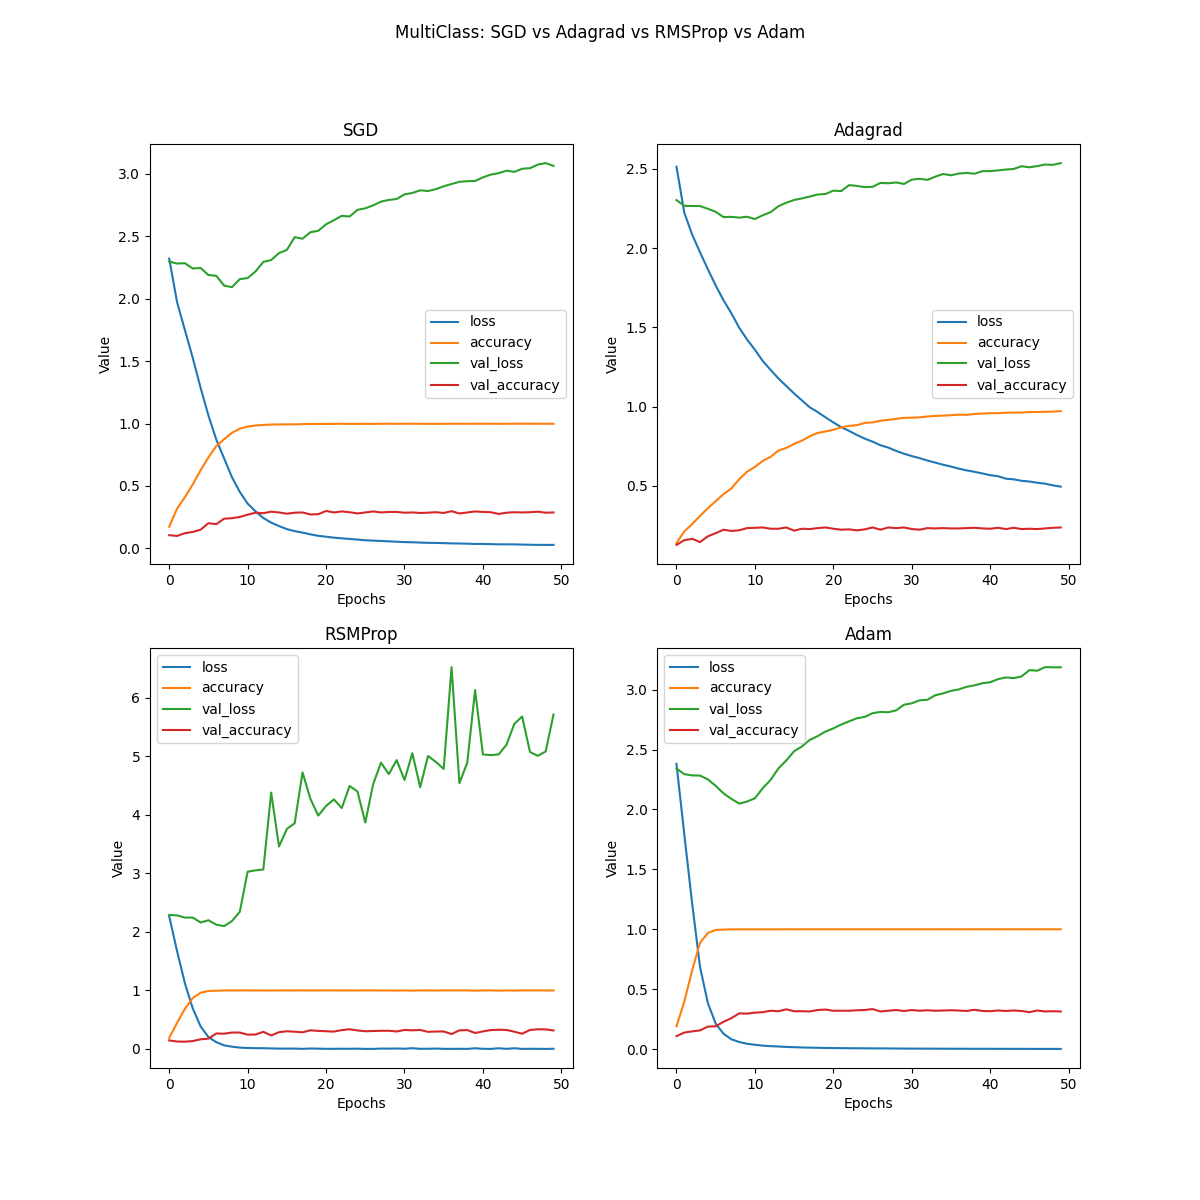 MultiClass: SGD vs Adagrad vs RMSProp vs Adam
SGD
3.0
2.5
2.0
1.5
1.0
0.5
0.0
Value
loss
accuracy
val_loss
val_accuracy
0 10 20 30 40 50
Epochs
Adagrad
2.5
2.0
1.5
1.0
0.5
Value
loss
accuracy
val_loss
val_accuracy
0 10 20 30 40 50
Epochs
RSMProp
6
5
4
3
2
1
0
Value
loss
accuracy
val_loss
val_accuracy
0 10 20 30 40 50
Epochs
Adam
3.0
2.5
2.0
1.5
1.0
0.5
0.0
Value
loss
accuracy
val_loss
val_accuracy
0 10 20 30 40 50
Epochs